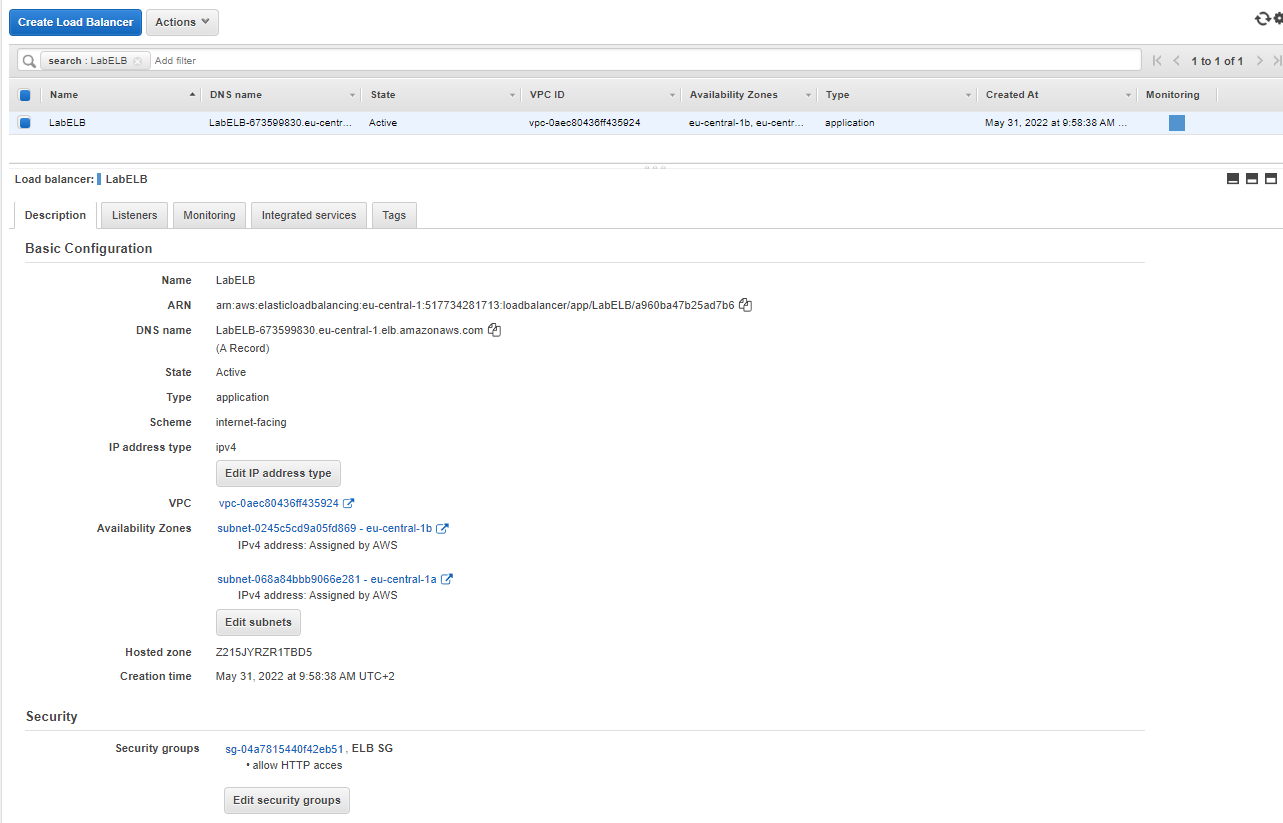 Create Load Balancer Actions
search : LabELB Add filter 1 to 1 of 1
Name DNS name State VPC ID Availability Zones Type Created At Monitoring
LabELB LabELB-673599830.eu-centr... Active vpc-0aec80436ff435924 eu-central-1b, eu-centr... application May 31, 2022 at 9:58:38 AM ...
Load balancer: LabELB
Description Listeners Monitoring Integrated services Tags
Basic Configuration
Name LabELB
ARN arn:aws:elasticloadbalancing:eu-central-1:517734281713:loadbalancer/app/LabELB/a960ba47b25ad7b6
DNS name LabELB-673599830.eu-central-1.elb.amazonaws.com
(A Record)
State Active
Type application
Scheme internet-facing
IP address type ipv4
Edit IP address type
VPC vpc-0aec80436ff435924
Availability Zones subnet-0245c5cd9a05fd869 - eu-central-1b
IPv4 address: Assigned by AWS
subnet-068a84bbb9066e281 - eu-central-1a
IPv4 address: Assigned by AWS
Edit subnets
Hosted zone Z215JYRZR1TBD5
Creation time May 31, 2022 at 9:58:38 AM UTC+2
Security
Security groups sg-04a7815440f42eb51, ELB SG
• allow HTTP acces
Edit security groups